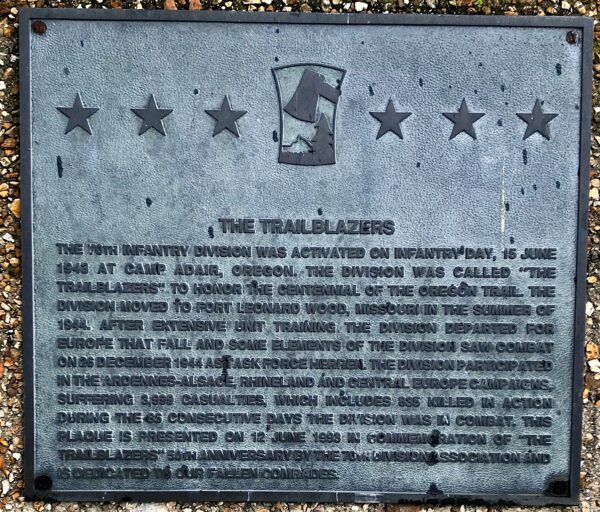 THE TRAILBLAZERS
THE 70TH INFANTRY DIVISION WAS ACTIVATED ON INFANTRY DAY, 15 JUNE
1943 AT CAMP ADAIR, OREGON. THE DIVISION WAS CALLED "THE
TRAILBLAZERS" TO HONOR THE CENTENNIAL OF THE OREGON TRAIL. THE
DIVISION MOVED TO FORT LEONARD WOOD, MISSOURI IN THE SUMMER OF
1944. AFTER EXTENSIVE UNIT TRAINING THE DIVISION DEPARTED FOR
EUROPE THAT FALL AND SOME ELEMENTS OF THE DIVISION SAW COMBAT
ON 26 DECEMBER 1944 AS TASK FORCE HERREN. THE DIVISION PARTICIPATED
IN THE ARDENNES-ALSACE, RHINELAND AND CENTRAL EUROPE CAMPAIGNS.
SUFFERING CASUALTIES, WHICH INCLUDES KILLED IN ACTION
DURING THE CONSECUTIVE DAYS THE DIVISION WAS IN COMBAT. THIS
PLAQUE IS PRESENTED ON 12 JUNE 1993 IN COMMEMORATION OF "THE
TRAILBLAZERS" 50TH ANNIVERSARY BY THE 70TH DIVISION ASSOCIATION AND
IS DEDICATED TO OUR FALLEN COMRADES.